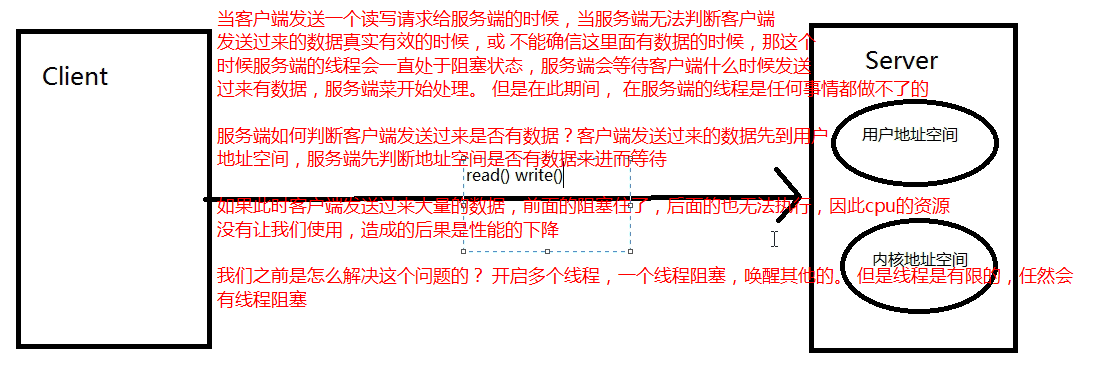 当客户端发送一个读写请求给服务端的时候，当服务端无法判断客户端
发送过来的数据真实有效的时候，或 不能确信这里面有数据的时候，那这个
时候服务端的线程会一直处于阻塞状态，服务端会等待客户端什么时候发送
过来有数据，服务端菜开始处理。 但是在此期间， 在服务端的线程是任何事情都做不了的
Client
Server
服务端如何判断客户端发送过来是否有数据？客户端发送过来的数据先到用户
地址空间，服务端先判断地址空间是否有数据来进而等待
用户地址空间
read() write()
如果此时客户端发送过来大量的数据，前面的阻塞住了，后面的也无法执行，因此cpu的资源
没有让我们使用，造成的后果是性能的下降
内核地址空间
我们之前是怎么解决这个问题的？ 开启多个线程，一个线程阻塞，唤醒其他的。 但是线程是有限的，任然会
有线程阻塞